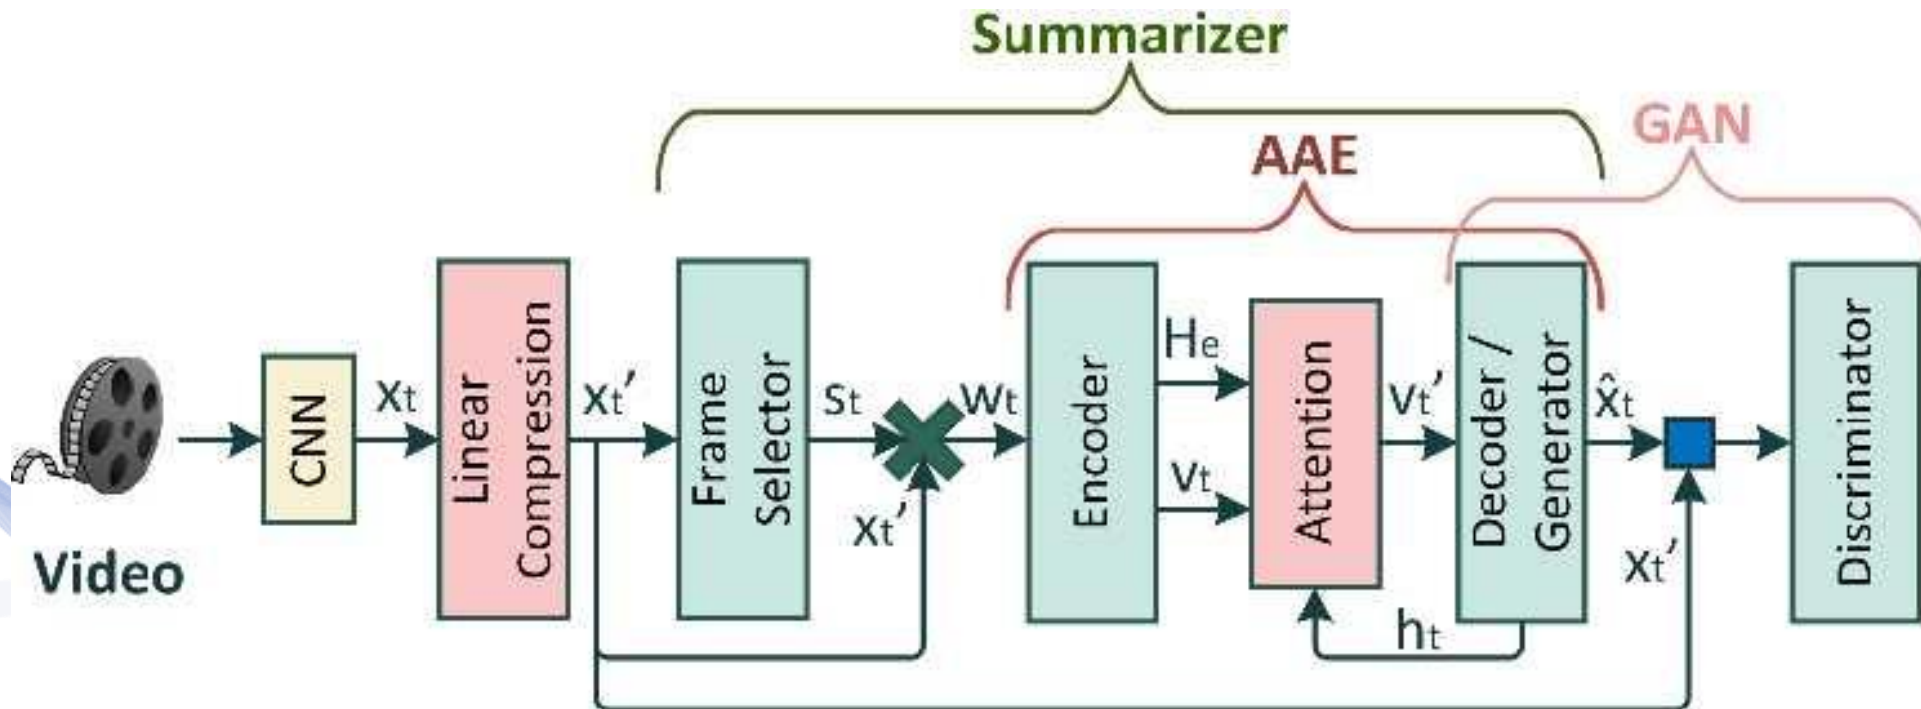 Summarizer
GAN
AAE
Video
CNN
xt
Linear
Compression
xt′
Frame
Selector
st
xt′
wt
Encoder
He
vt
Attention
vt′
ht
Decoder /
Generator
x̂t
xt′
Discriminator